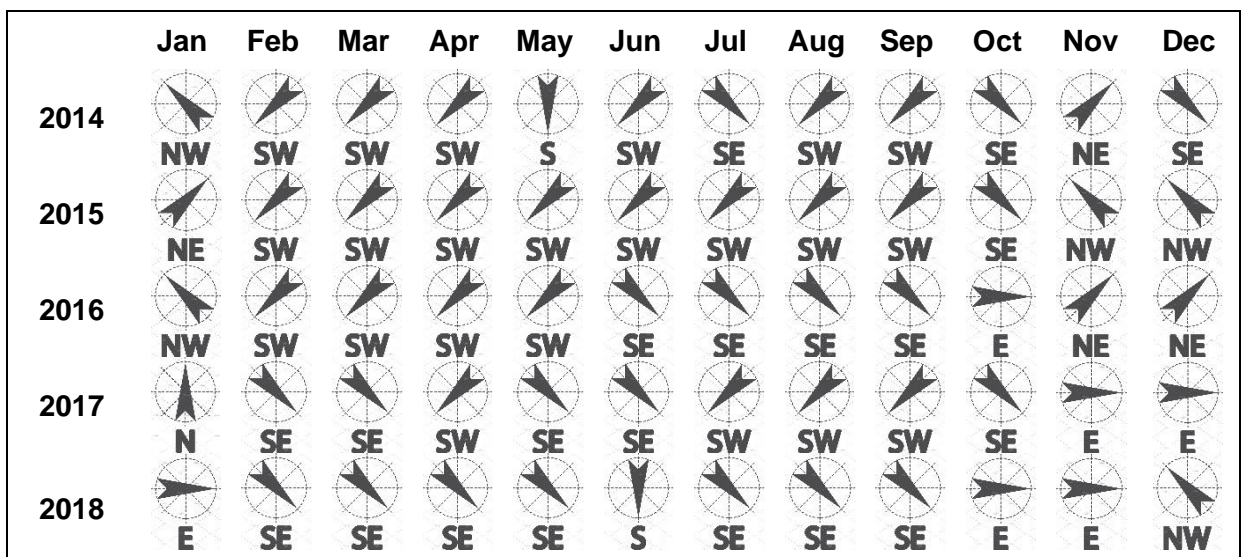 Jan Feb Mar Apr May Jun Jul Aug Sep Oct Nov Dec
2014
NW SW SW SW S SW SE SW SW SE NE SE
2015
NE SW SW SW SW SW SW SW SW SE NW NW
2016
NW SW SW SW SW SE SE SE SE E NE NE
2017
N SE SE SW SE SE SW SW SW SE E E
2018
E SE SE SE SE S SE SE SE E E NW